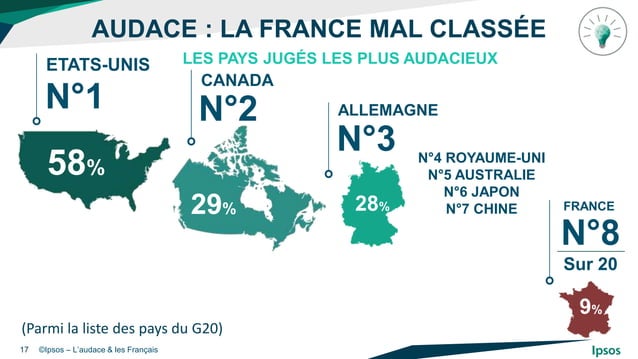 AUDACE : LA FRANCE MAL CLASSÉE
LES PAYS JUGÉS LES PLUS AUDACIEUX
ETATS-UNIS
N°1
58%
CANADA
N°2
29%
ALLEMAGNE
N°3
28%
N°4 ROYAUME-UNI
N°5 AUSTRALIE
N°6 JAPON
N°7 CHINE
FRANCE
N°8
Sur 20
9%
(Parmi la liste des pays du G20)
17 ©Ipsos – L'audace & les Français
Ipsos